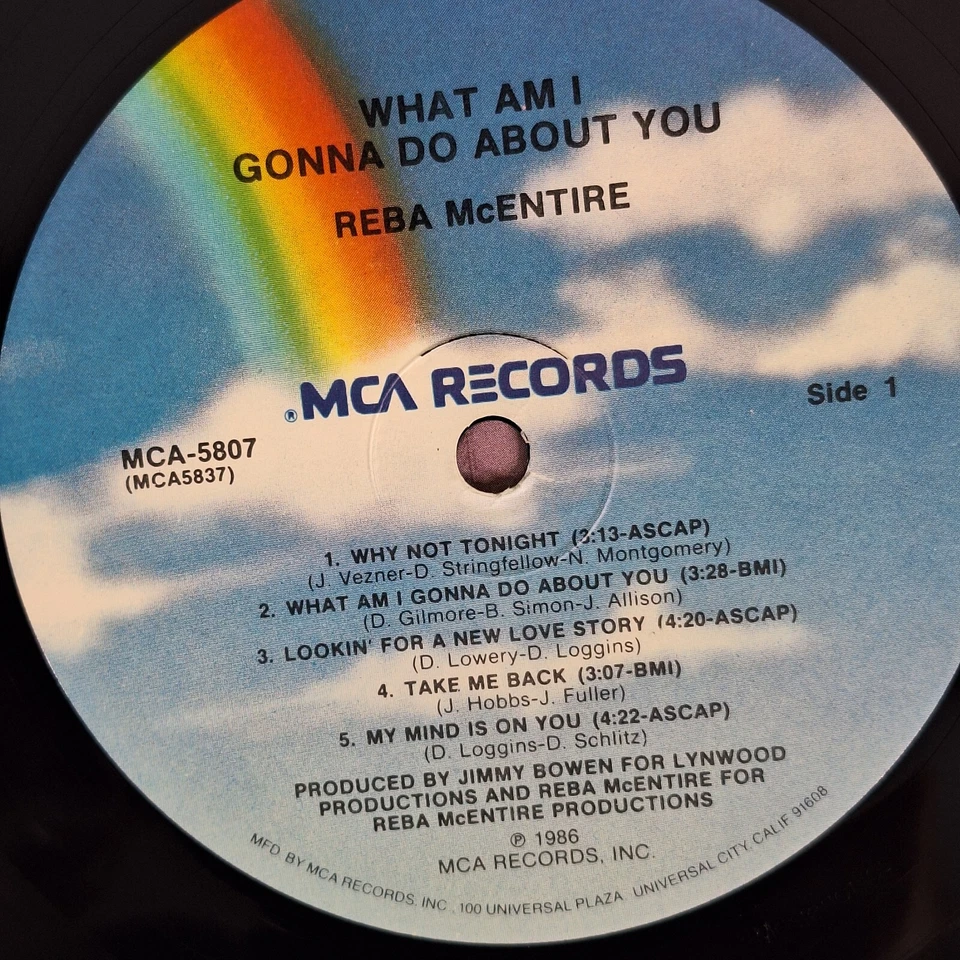 WHAT AM I
GONNA DO ABOUT YOU
REBA McENTIRE
® MCA RECORDS
Side 1
MCA-5807
(MCA5837)
1. WHY NOT TONIGHT (3:13-ASCAP)
(J. Vezner-D. Stringfellow-N. Montgomery)
2. WHAT AM I GONNA DO ABOUT YOU (3:28-BMI)
(D. Gilmore-B. Simon-J. Allison)
3. LOOKIN' FOR A NEW LOVE STORY (4:20-ASCAP)
(D. Lowery-D. Loggins)
4. TAKE ME BACK (3:07-BMI)
(J. Hobbs-J. Fuller)
5. MY MIND IS ON YOU (4:22-ASCAP)
(D. Loggins-D. Schlitz)
PRODUCED BY JIMMY BOWEN FOR LYNWOOD
PRODUCTIONS AND REBA McENTIRE FOR
REBA McENTIRE PRODUCTIONS
℗ 1986
MCA RECORDS, INC.
MFD BY MCA RECORDS, INC., 100 UNIVERSAL PLAZA UNIVERSAL CITY, CALIF 91608